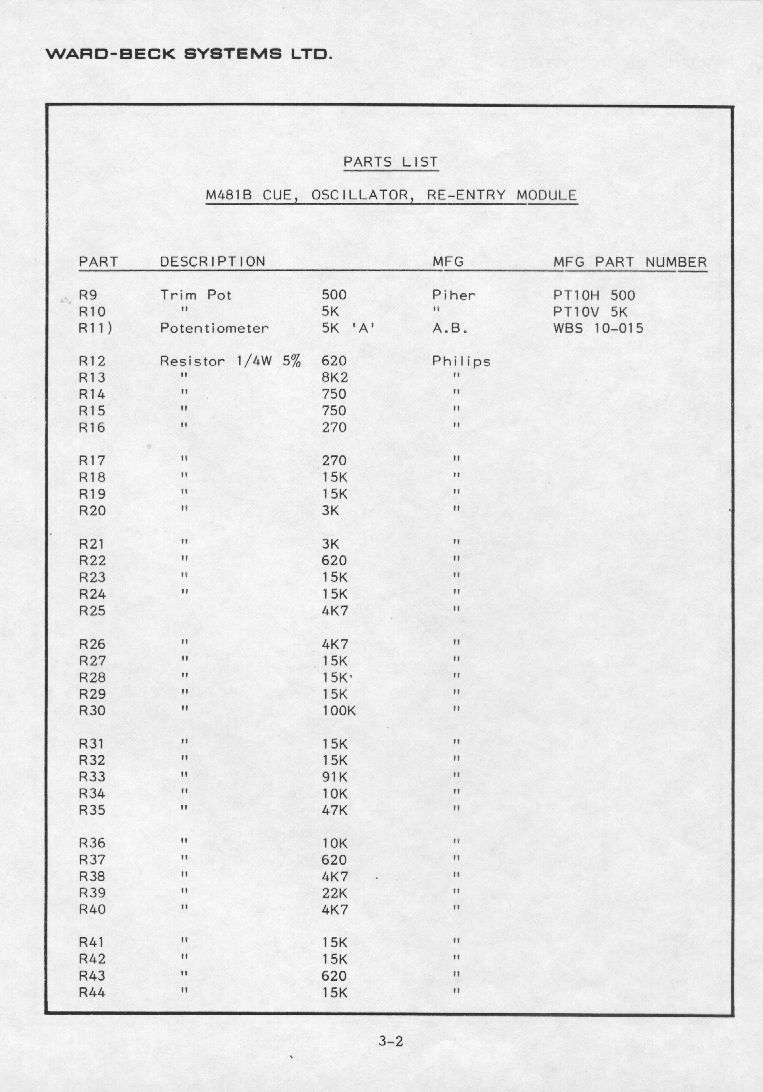 WARD-BECK SYSTEMS LTD.
PARTS LIST
M481B CUE, OSCILLATOR, RE-ENTRY MODULE
PART DESCRIPTION MFG MFG PART NUMBER
R9 Trim Pot 500 Piher PT10H 500
R10 " 5K " PT10V 5K
R11) Potentiometer 5K 'A' A.B. WBS 10-015
R12 Resistor 1/4W 5% 620 Philips
R13 " 8K2 "
R14 " 750 "
R15 " 750 "
R16 " 270 "
R17 " 270 "
R18 " 15K "
R19 " 15K "
R20 " 3K "
R21 " 3K "
R22 " 620 "
R23 " 15K "
R24 " 15K "
R25 4K7 "
R26 " 4K7 "
R27 " 15K "
R28 " 15K "
R29 " 15K "
R30 " 100K "
R31 " 15K "
R32 " 15K "
R33 " 91K "
R34 " 10K "
R35 " 47K "
R36 " 10K "
R37 " 620 "
R38 " 4K7 "
R39 " 22K "
R40 " 4K7 "
R41 " 15K "
R42 " 15K "
R43 " 620 "
R44 " 15K "
3-2